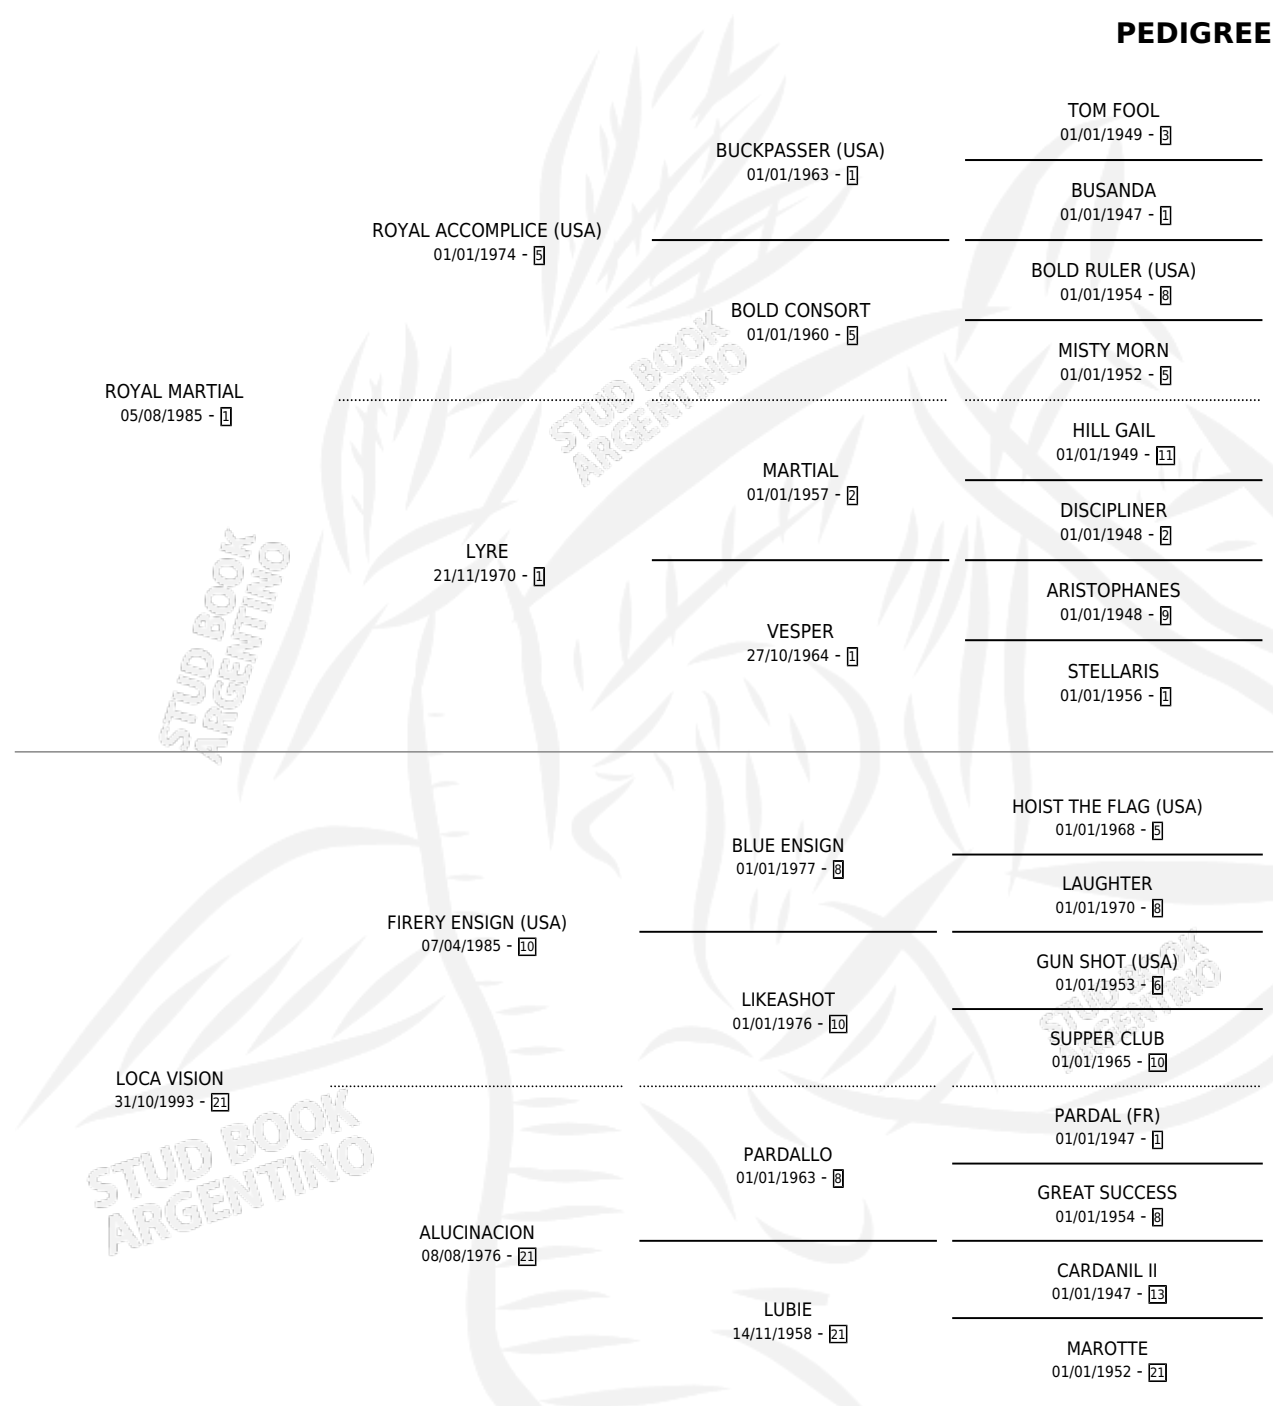 PEDIGREE
TOM FOOL
01/01/1949 - 3
BUCKPASSER (USA)
01/01/1963 - 1
BUSANDA
01/01/1947 - 1
ROYAL ACCOMPLICE (USA)
01/01/1974 - 5
BOLD RULER (USA)
01/01/1954 - 8
BOLD CONSORT
01/01/1960 - 5
MISTY MORN
01/01/1952 - 5
ROYAL MARTIAL
05/08/1985 - 1
HILL GAIL
01/01/1949 - 11
MARTIAL
01/01/1957 - 2
DISCIPLINER
01/01/1948 - 2
LYRE
21/11/1970 - 1
ARISTOPHANES
01/01/1948 - 9
VESPER
27/10/1964 - 1
STELLARIS
01/01/1956 - 1
HOIST THE FLAG (USA)
01/01/1968 - 5
BLUE ENSIGN
01/01/1977 - 8
LAUGHTER
01/01/1970 - 8
FIRERY ENSIGN (USA)
07/04/1985 - 10
GUN SHOT (USA)
01/01/1953 - 6
LIKEASHOT
01/01/1976 - 10
SUPPER CLUB
01/01/1965 - 10
LOCA VISION
31/10/1993 - 21
PARDAL (FR)
01/01/1947 - 1
PARDALLO
01/01/1963 - 8
GREAT SUCCESS
01/01/1954 - 8
ALUCINACION
08/08/1976 - 21
CARDANIL II
01/01/1947 - 13
LUBIE
14/11/1958 - 21
MAROTTE
01/01/1952 - 21
STUD BOOK
ARGENTINO
STUD BOOK
ARGENTINO
STUD BOOK
ARGENTINO
STUD BOOK
ARGENTINO